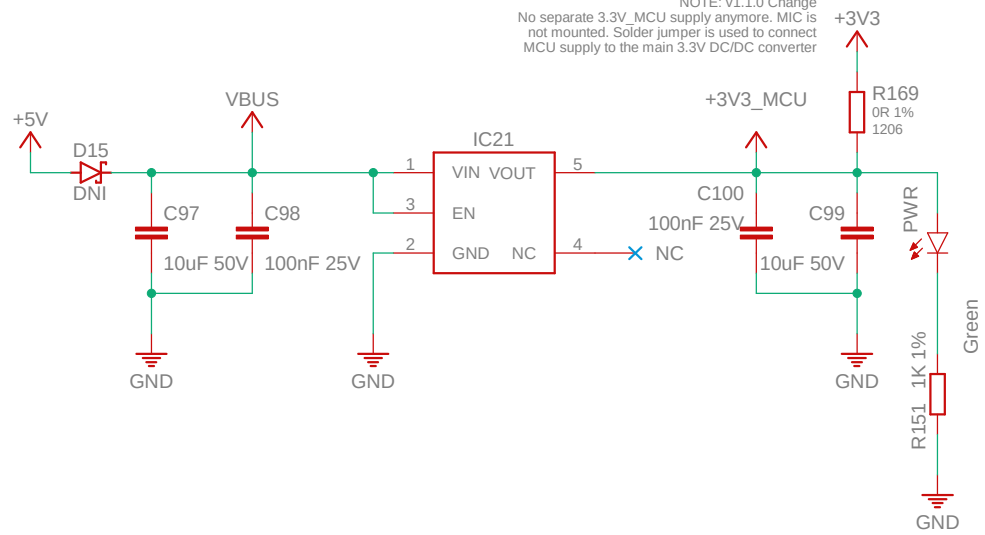 NOTE: v1.1.0 Change
No separate 3.3V_MCU supply anymore. MIC is
not mounted. Solder jumper is used to connect
MCU supply to the main 3.3V DC/DC converter
+3V3
R169
0R 1%
1206
+5V
VBUS
+3V3_MCU
D15
DNI
IC21
1
VIN
VOUT
5
3
EN
2
GND
NC
4
NC
C97
10uF 50V
C98
100nF 25V
C100
100nF 25V
C99
10uF 50V
PWR
Green
R151
1K 1%
GND
GND
GND
GND